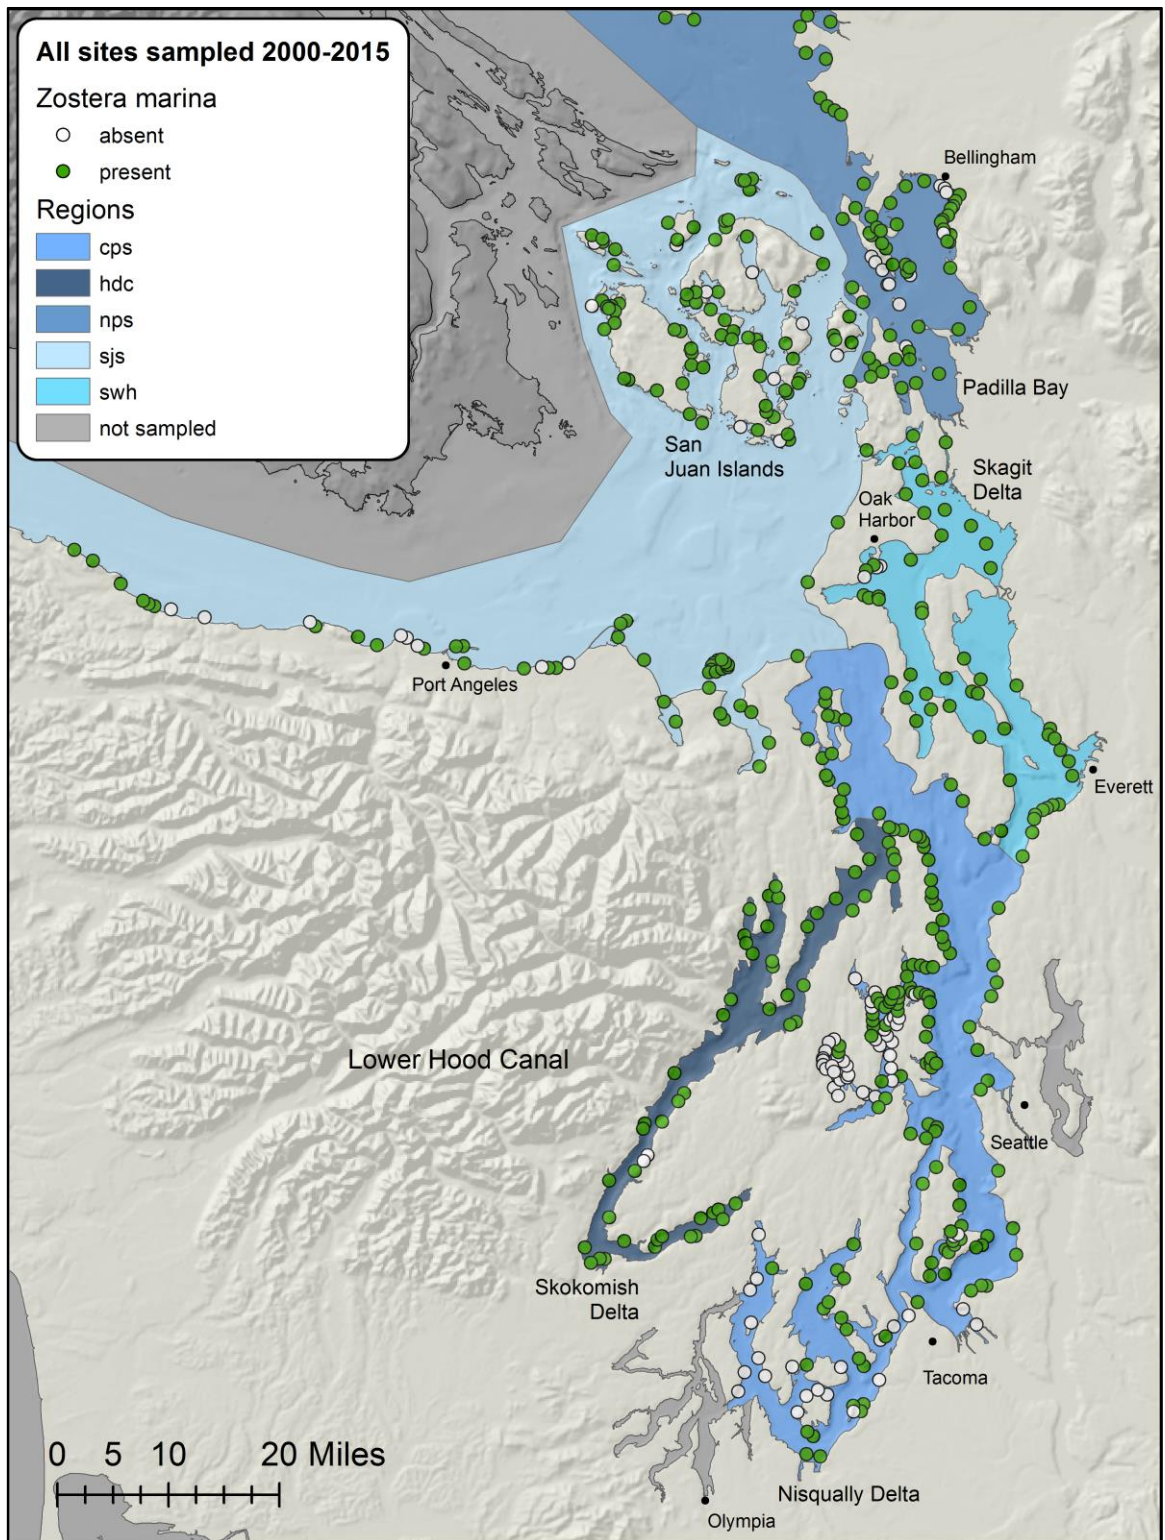 All sites sampled 2000-2015
Zostera marina
absent
present
Regions
cps
hdc
nps
sjs
swh
not sampled
Bellingham
Padilla Bay
San
Juan Islands
Skagit
Delta
Oak
Harbor
Port Angeles
Everett
Lower Hood Canal
Seattle
Skokomish
Delta
Tacoma
0 5 10 20 Miles
Nisqually Delta
Olympia